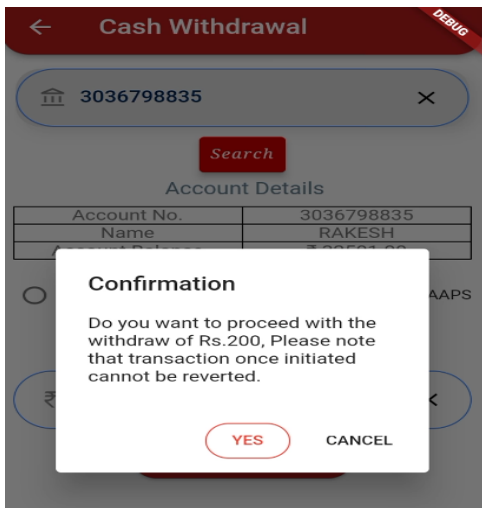 Cash Withdrawal
DEBUG
3036798835
Search
Account Details
Account No. 3036798835
Name RAKESH
AAPS
Confirmation
Do you want to proceed with the
withdraw of Rs.200, Please note
that transaction once initiated
cannot be reverted.
₹
YES CANCEL